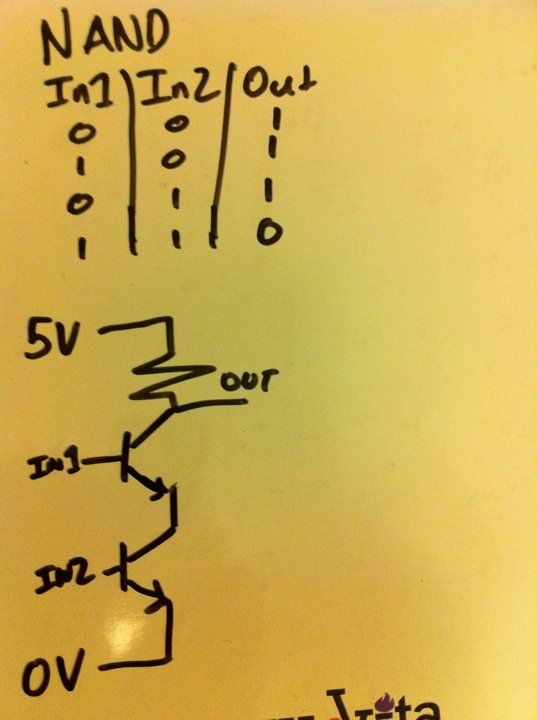 NAND
In1 | In2 | Out
0 | 0 | 1
1 | 0 | 1
0 | 1 | 1
1 | 1 | 0
5V
OUT
IN1
IN2
0V